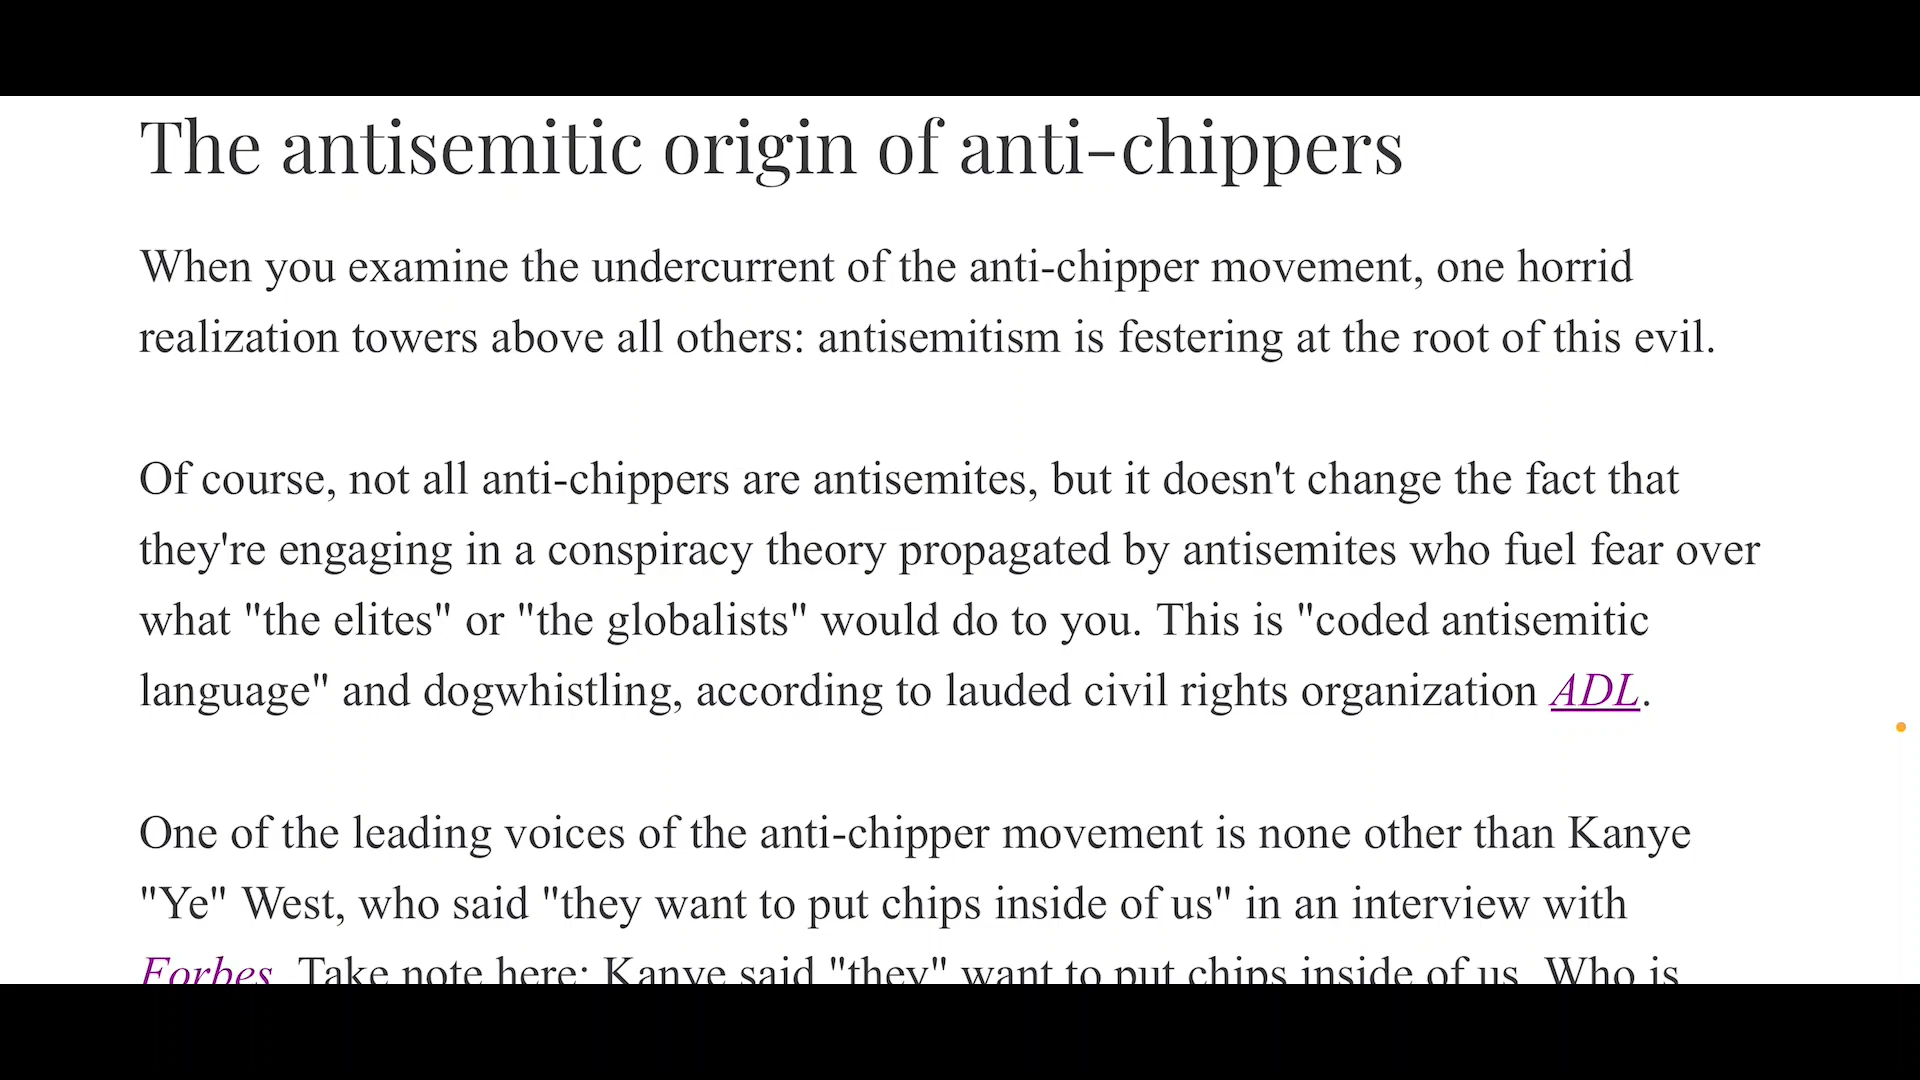 The antisemitic origin of anti-chippers
When you examine the undercurrent of the anti-chipper movement, one horrid
realization towers above all others: antisemitism is festering at the root of this evil.
Of course, not all anti-chippers are antisemites, but it doesn't change the fact that
they're engaging in a conspiracy theory propagated by antisemites who fuel fear over
what "the elites" or "the globalists" would do to you. This is "coded antisemitic
language" and dogwhistling, according to lauded civil rights organization ADL.
One of the leading voices of the anti-chipper movement is none other than Kanye
"Ye" West, who said "they want to put chips inside of us" in an interview with
Forbes. Take note here: Kanye said "they" want to put chips inside of us. Who is